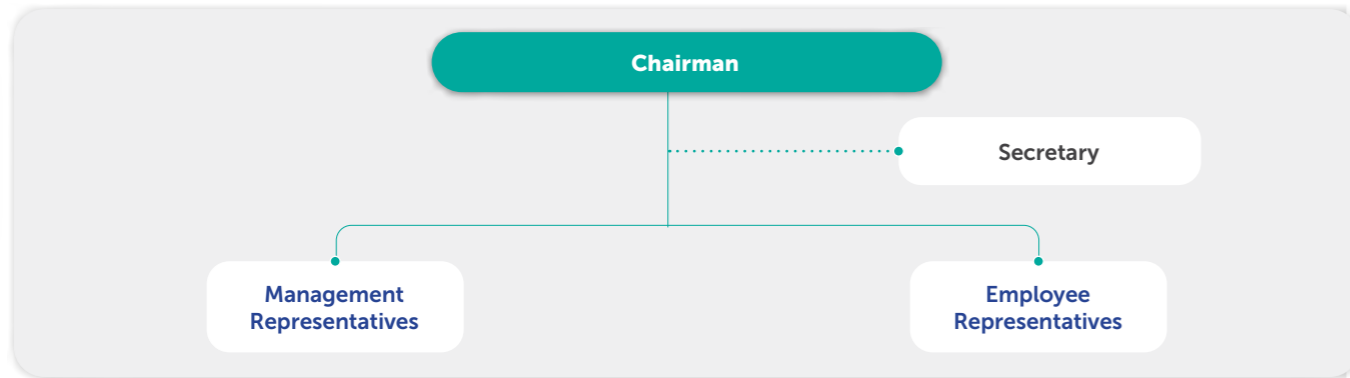 Chairman
Secretary
Management
Representatives
Employee
Representatives